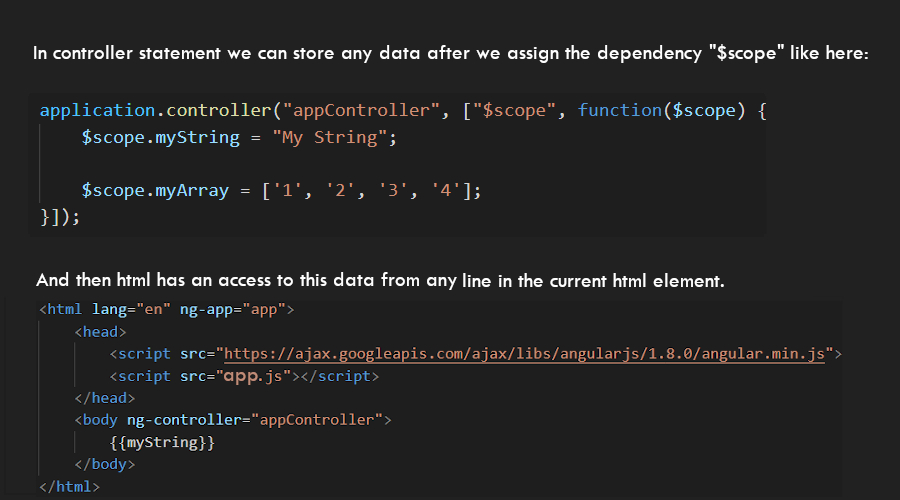 In controller statement we can store any data after we assign the dependency "$scope" like here:
application.controller("appController", ["$scope", function($scope) {
    $scope.myString = "My String";
    $scope.myArray = ['1', '2', '3', '4'];
}]);
And then html has an access to this data from any line in the current html element.
<html lang="en" ng-app="app">
    <head>
        <script src="https://ajax.googleapis.com/ajax/libs/angularjs/1.8.0/angular.min.js">
        <script src="app.js"></script>
    </head>
    <body ng-controller="appController">
        {{myString}}
    </body>
</html>